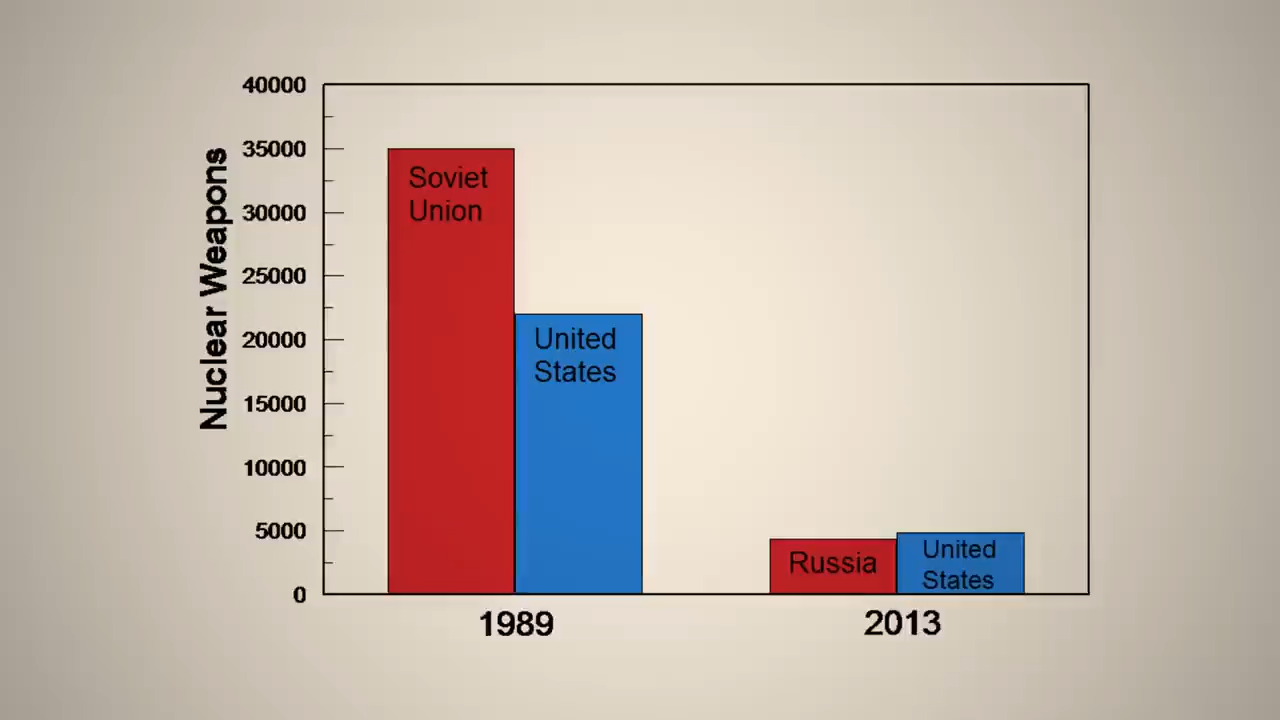 Nuclear Weapons
40000
35000
30000
25000
20000
15000
10000
5000
0
Soviet
Union
United
States
Russia
United
States
1989
2013